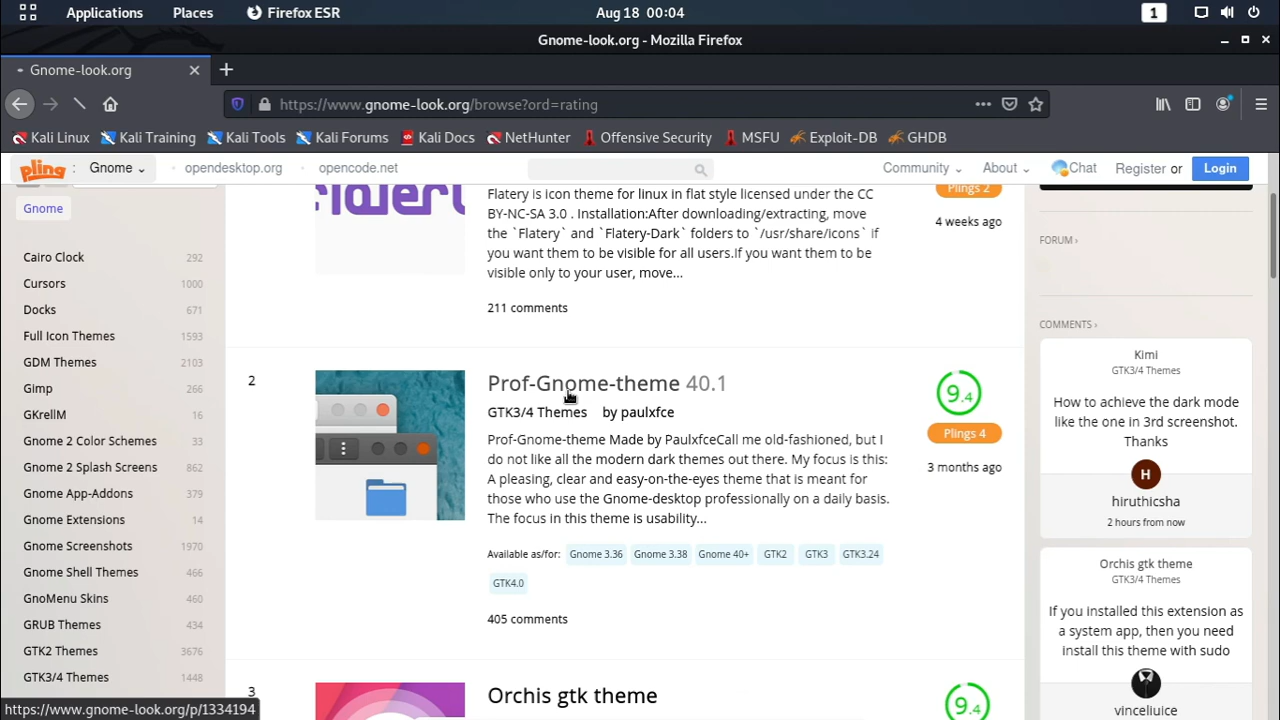 Applications Places Firefox ESR Aug 18 00:04 1
Gnome-look.org - Mozilla Firefox
Gnome-look.org
https://www.gnome-look.org/browse?ord=rating
Kali Linux Kali Training Kali Tools Kali Forums Kali Docs NetHunter Offensive Security MSFU Exploit-DB GHDB
pling : Gnome opendesktop.org opencode.net Community About Chat Register or Login
Gnome
Cairo Clock 292
Cursors 1000
Docks 671
Full Icon Themes 1593
GDM Themes 2103
Gimp 266
GKrellM 16
Gnome 2 Color Schemes 33
Gnome 2 Splash Screens 862
Gnome App-Addons 379
Gnome Extensions 14
Gnome Screenshots 1970
Gnome Shell Themes 466
GnoMenu Skins 460
GRUB Themes 434
GTK2 Themes 3676
GTK3/4 Themes 1448
https://www.gnome-look.org/p/1334194
Flatery is icon theme for linux in flat style licensed under the CC
BY-NC-SA 3.0 . Installation:After downloading/extracting, move
the `Flatery` and `Flatery-Dark` folders to `/usr/share/icons` if
you want them to be visible for all users.If you want them to be
visible only to your user, move...
211 comments
Plings 2
4 weeks ago
2
Prof-Gnome-theme 40.1
GTK3/4 Themes by paulxfce
Prof-Gnome-theme Made by PaulxfceCall me old-fashioned, but I
do not like all the modern dark themes out there. My focus is this:
A pleasing, clear and easy-on-the-eyes theme that is meant for
those who use the Gnome-desktop professionally on a daily basis.
The focus in this theme is usability...
Available as/for: Gnome 3.36 Gnome 3.38 Gnome 40+ GTK2 GTK3 GTK3.24
GTK4.0
405 comments
9.4
Plings 4
3 months ago
3
Orchis gtk theme
9.4
FORUM ›
COMMENTS ›
Kimi
GTK3/4 Themes
How to achieve the dark mode
like the one in 3rd screenshot.
Thanks
H
hiruthicsha
2 hours from now
Orchis gtk theme
GTK3/4 Themes
If you installed this extension as
a system app, then you need
install this theme with sudo
vinceliuice